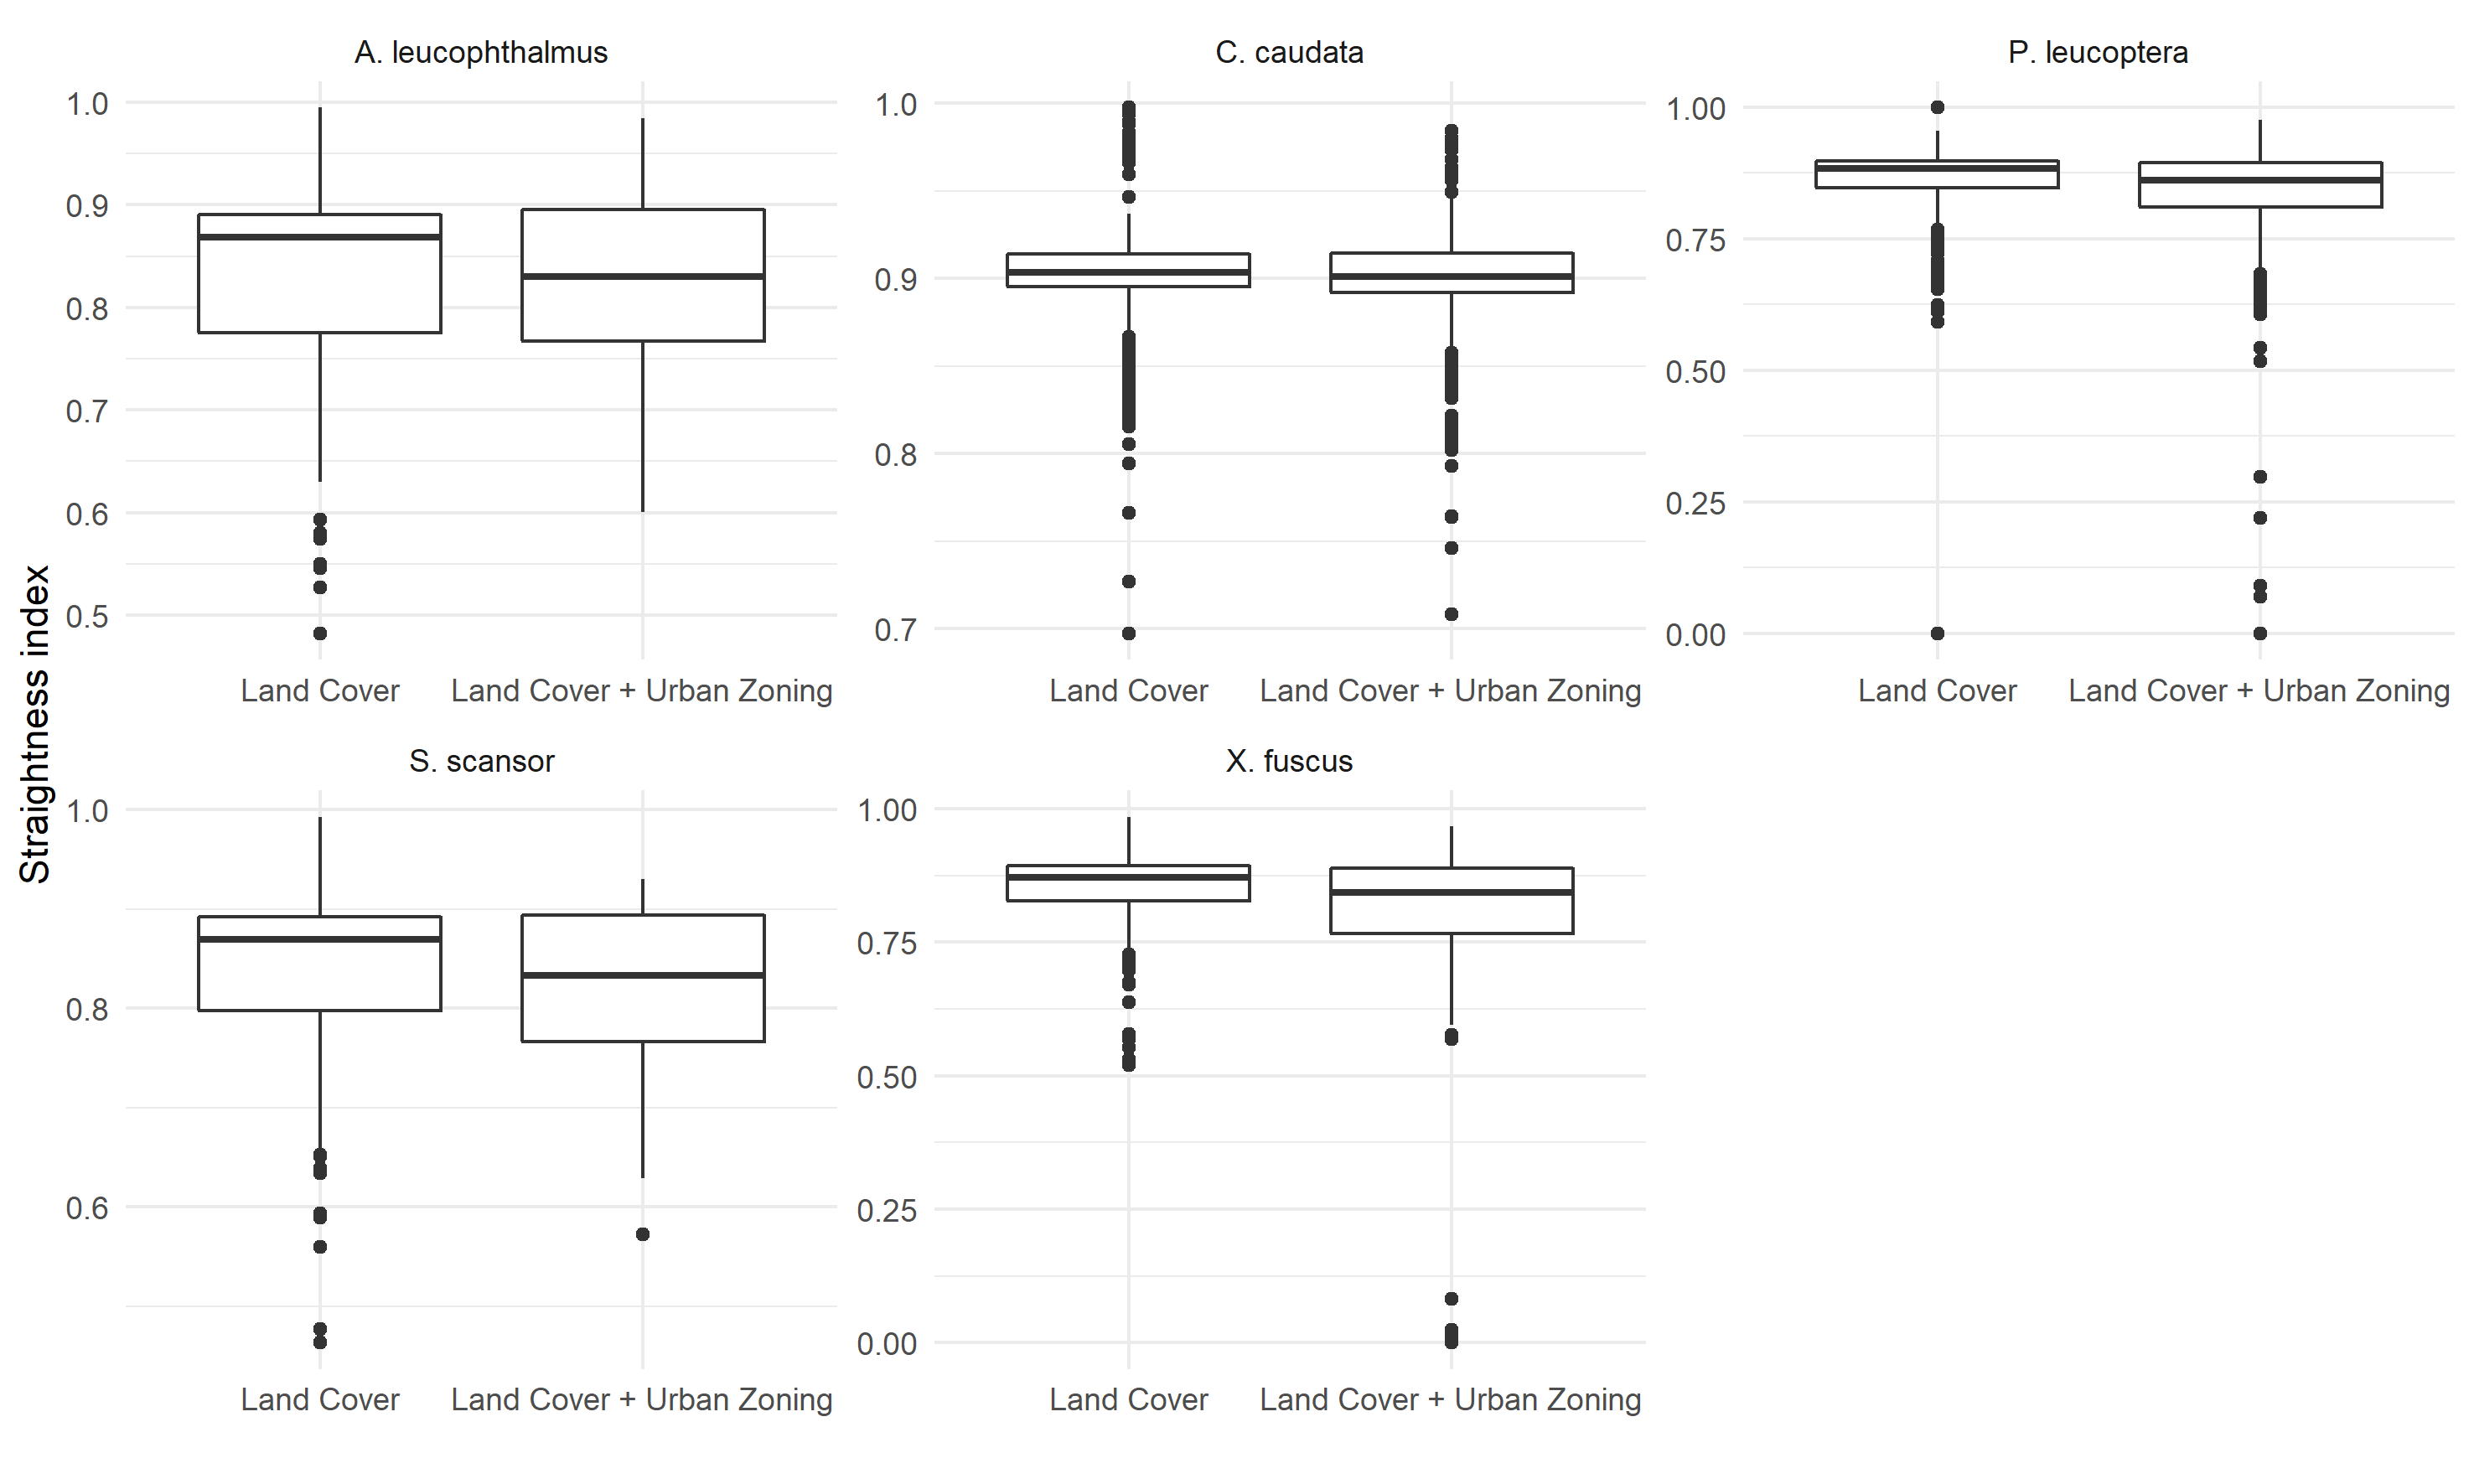 A. leucophthalmus
C. caudata
P. leucoptera
1.0
0.9
0.8
0.7
0.6
0.5
1.0
0.9
0.8
0.7
1.00
0.75
0.50
0.25
0.00
Land Cover
Land Cover + Urban Zoning
Land Cover
Land Cover + Urban Zoning
Land Cover
Land Cover + Urban Zoning
Straightness index
S. scansor
X. fuscus
1.0
0.8
0.6
1.00
0.75
0.50
0.25
0.00
Land Cover
Land Cover + Urban Zoning
Land Cover
Land Cover + Urban Zoning